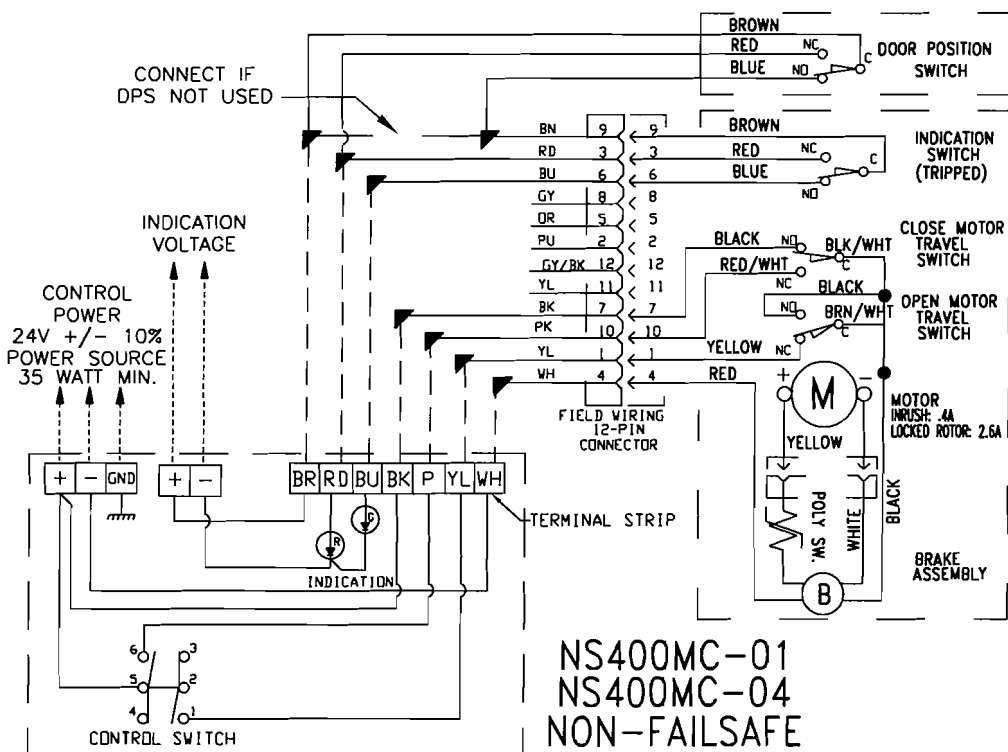 BROWN
RED
BLUE
NC
NO
C
DOOR POSITION
SWITCH
CONNECT IF
DPS NOT USED
BN 9 9 BROWN
RD 3 3 RED
BU 6 6 BLUE
GY 8 8
OR 5 5
PU 2 2
GY/BK 12 12
YL 11 11
BK 7 7
PK 10 10
YL 1 1 YELLOW
WH 4 4 RED
NC
C
NO
INDICATION
SWITCH
(TRIPPED)
INDICATION
VOLTAGE
BLACK
NO
BLK/WHT
C
RED/WHT
NC
CLOSE MOTOR
TRAVEL
SWITCH
BLACK
NO
BRN/WHT
C
NC
OPEN MOTOR
TRAVEL
SWITCH
CONTROL
POWER
24V +/- 10%
POWER SOURCE
35 WATT MIN.
FIELD WIRING
12-PIN
CONNECTOR
+ M -
MOTOR
INRUSH: .4A
LOCKED ROTOR: 2.6A
YELLOW
POLY SW.
WHITE
BLACK
B
BRAKE
ASSEMBLY
+ - GND
+ -
BR RD BU BK P YL WH
TERMINAL STRIP
G
R
INDICATION
6 3
5 2
4 1
CONTROL SWITCH
NS400MC-01
NS400MC-04
NON-FAILSAFE